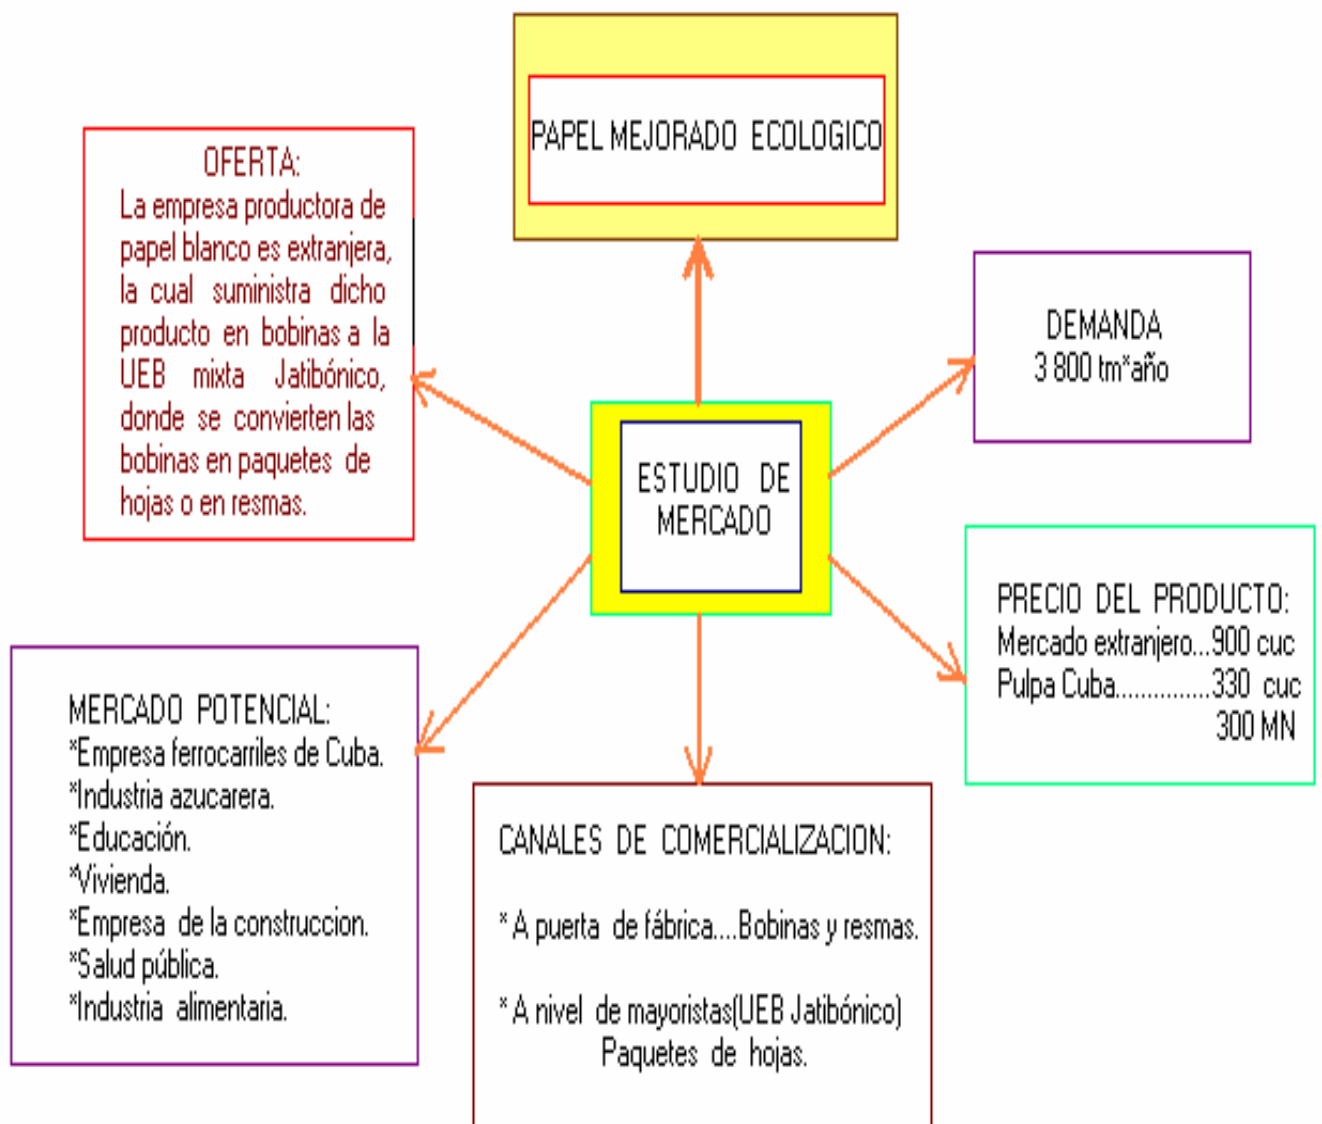 PAPEL MEJORADO ECOLOGICO
OFERTA:
La empresa productora de
papel blanco es extranjera,
la cual suministra dicho
producto en bobinas a la
UEB mixta Jatibónico,
donde se convierten las
bobinas en paquetes de
hojas o en resmas.
DEMANDA
3 800 tm*año
ESTUDIO DE
MERCADO
PRECIO DEL PRODUCTO:
Mercado extranjero...900 cuc
Pulpa Cuba...............330 cuc
300 MN
MERCADO POTENCIAL:
*Empresa ferrocarriles de Cuba.
*Industria azucarera.
*Educación.
*Vivienda.
*Empresa de la construccion.
*Salud pública.
*Industria alimentaria.
CANALES DE COMERCIALIZACION:
* A puerta de fábrica....Bobinas y resmas.
* A nivel de mayoristas(UEB Jatibónico)
Paquetes de hojas.